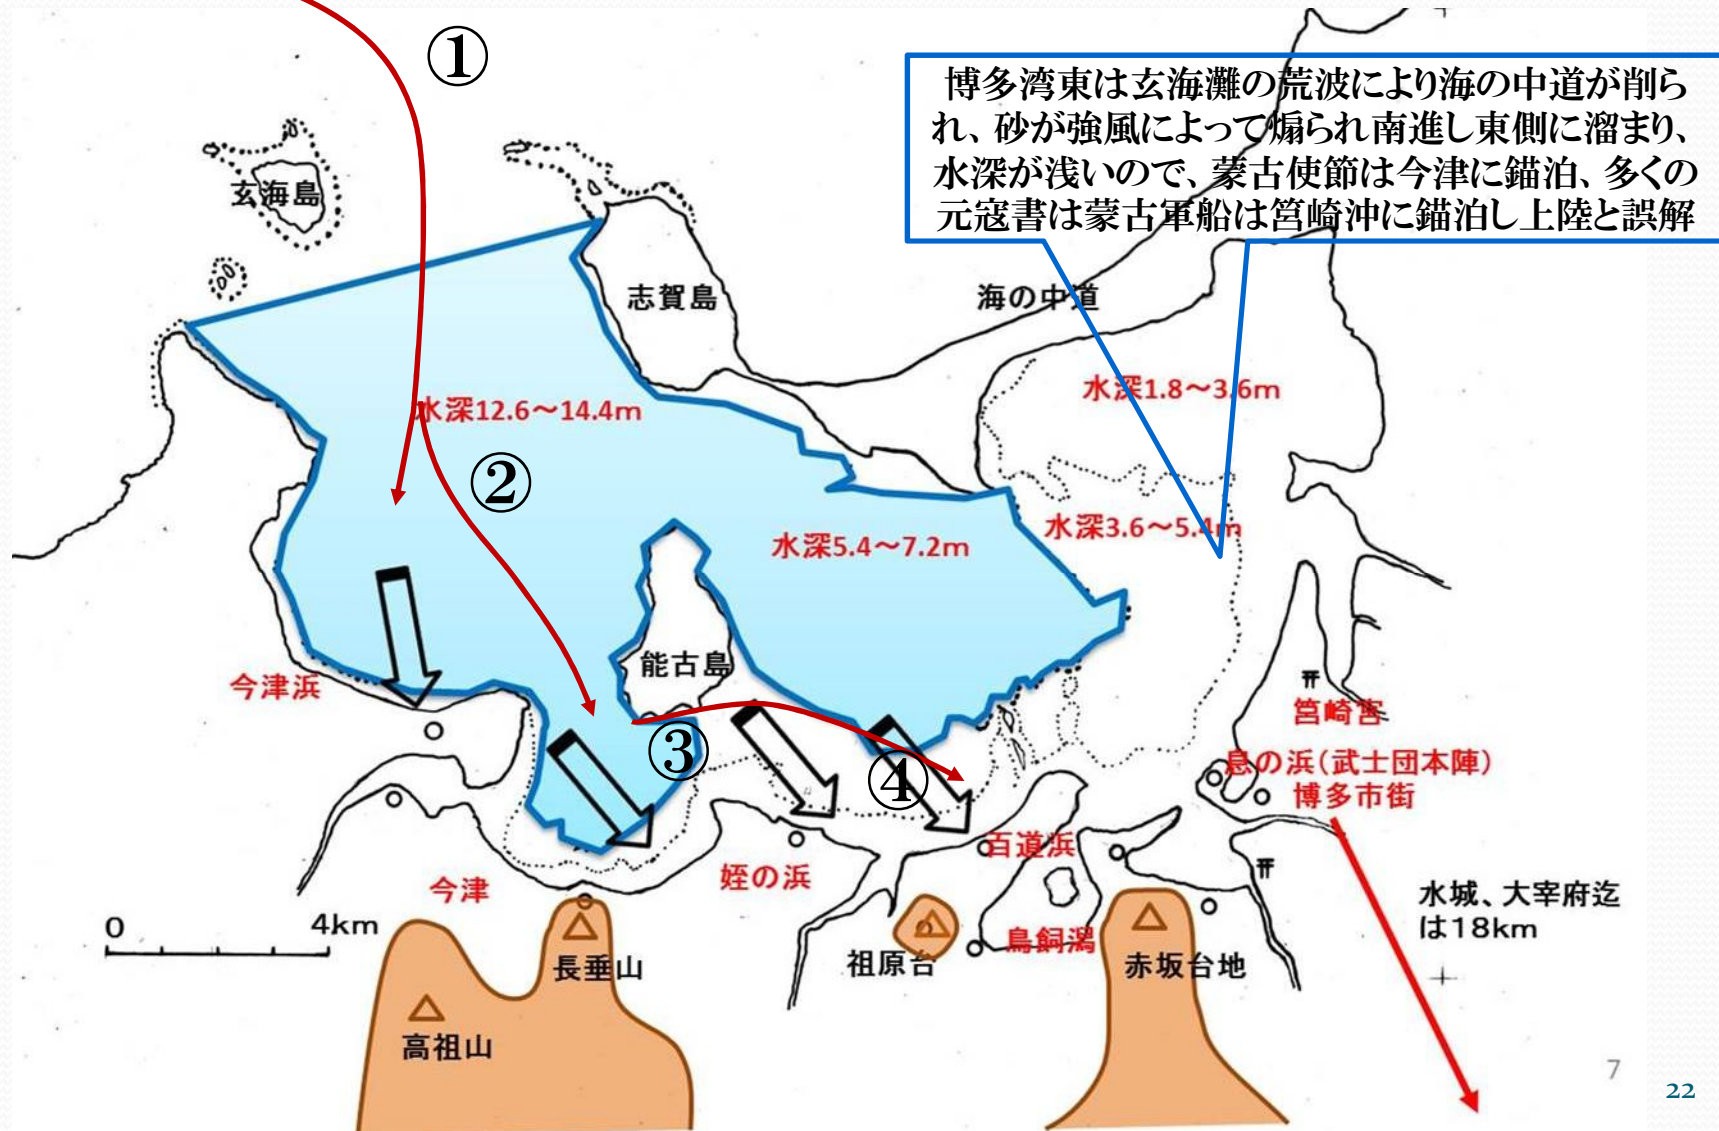 ①
博多湾東は玄海灘の荒波により海の中道が削ら
れ、砂が強風によって煽られ南進し東側に溜まり、
水深が浅いので、蒙古使節は今津に錨泊、多くの
元寇書は蒙古軍船は筥崎沖に錨泊し上陸と誤解
玄海島
志賀島
海の中道
水深12.6～14.4m
水深1.8～3.6m
②
水深5.4～7.2m
水深3.6～5.4m
能古島
今津浜
③
④
筥崎宮
息の浜(武士団本陣)
博多市街
百道浜
姪の浜
今津
0
4km
水城、大宰府迄
は18km
長垂山
祖原台
鳥飼潟
赤坂台地
高祖山
7
22